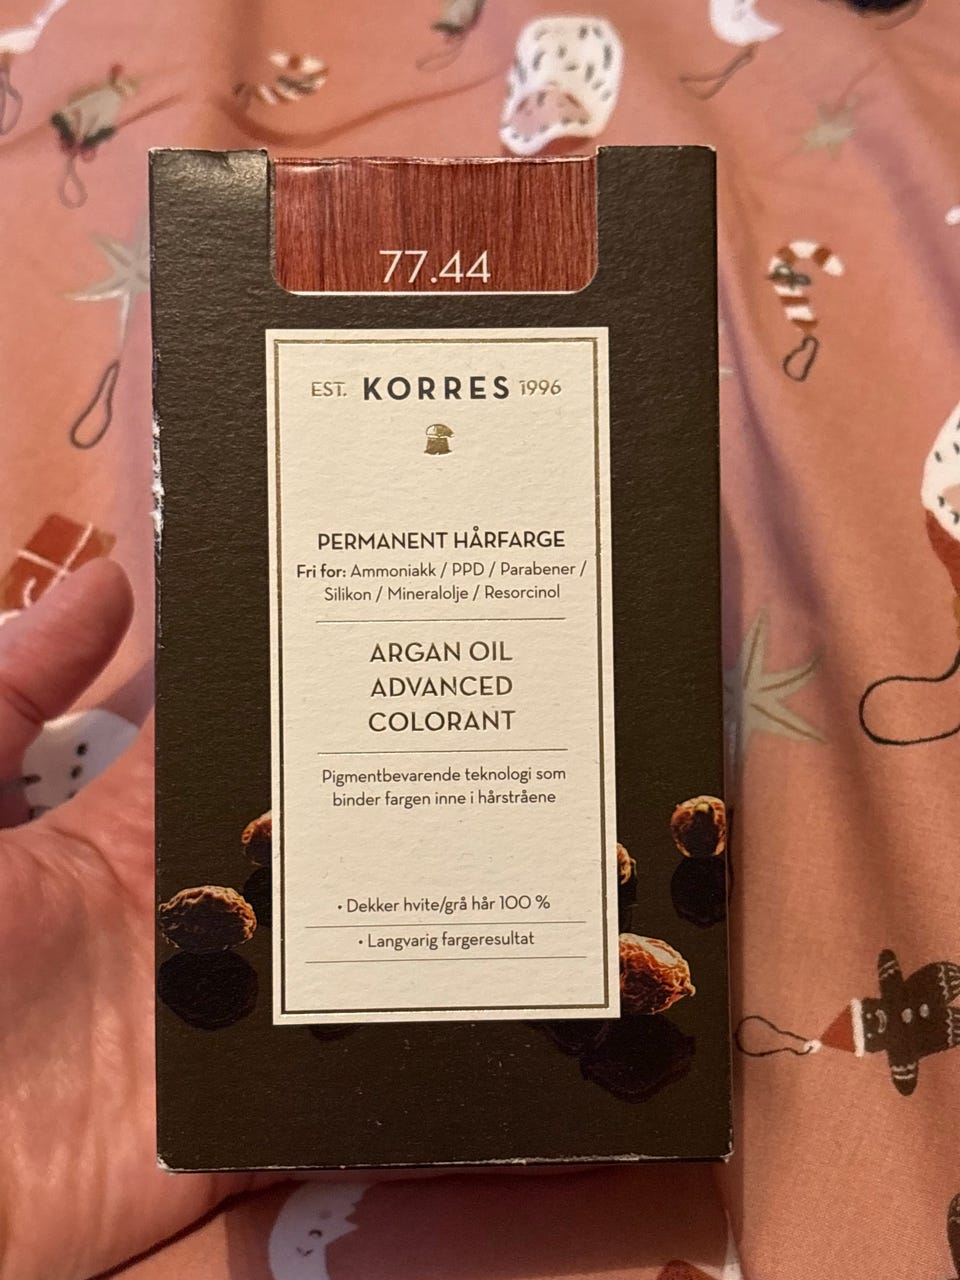 77.44
EST. KORRES 1996
PERMANENT HÅRFARGE
Fri for: Ammoniakk / PPD / Parabener /
Silikon / Mineralolje / Resorcinol
ARGAN OIL
ADVANCED
COLORANT
Pigmentbevarende teknologi som
binder fargen inne i hårstråene
• Dekker hvite/grå hår 100 %
• Langvarig fargeresultat